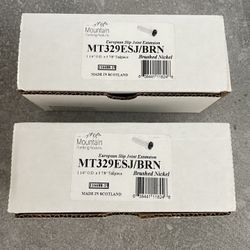 Mountain
Plumbing Products
European Slip Joint Extension
MT329ESJ/BRN
1 1/4" O.D. x 1 7/8" Tailpiece
Brushed Nickel
MADE IN SCOTLAND
Mountain
Plumbing Products
European Slip Joint Extension
MT329ESJ/BRN
1 1/4" O.D. x 1 7/8" Tailpiece
Brushed Nickel
MADE IN SCOTLAND